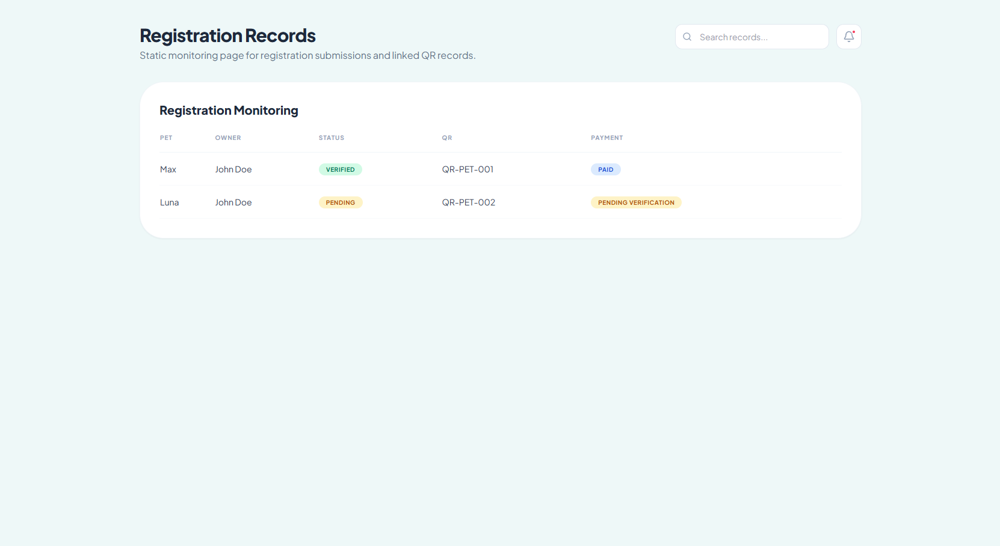 Registration Records
Search records...
Static monitoring page for registration submissions and linked QR records.
Registration Monitoring
PET OWNER STATUS QR PAYMENT
Max John Doe VERIFIED QR-PET-001 PAID
Luna John Doe PENDING QR-PET-002 PENDING VERIFICATION